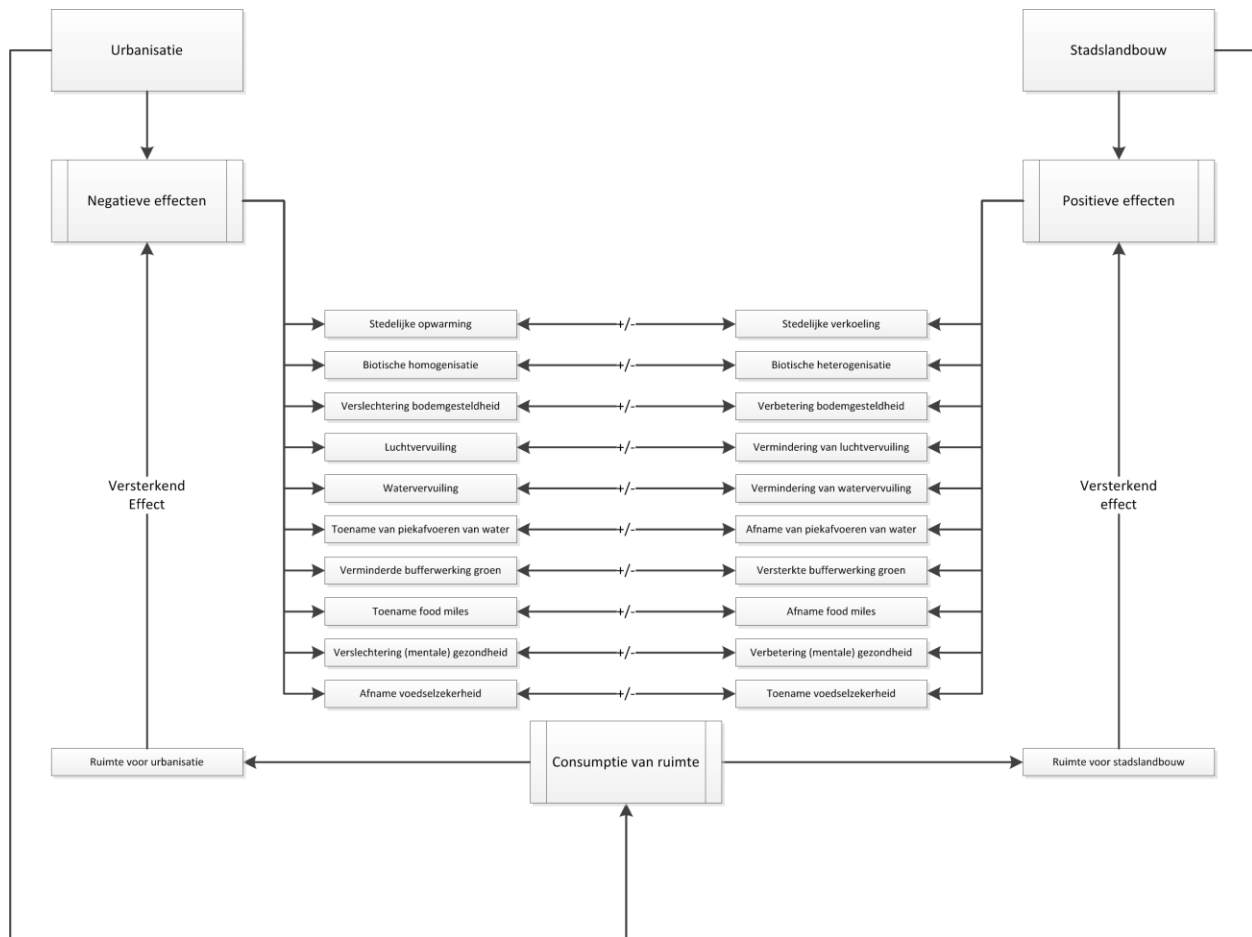 Urbanisatie
Stadslandbouw
Negatieve effecten
Positieve effecten
Stedelijke opwarming
+/-
Stedelijke verkoeling
Biotische homogenisatie
+/-
Biotische heterogenisatie
Verslechtering bodemgesteldheid
+/-
Verbetering bodemgesteldheid
Luchtvervuiling
+/-
Vermindering van luchtvervuiling
Watervervuiling
+/-
Vermindering van watervervuiling
Toename van piekafvoeren van water
+/-
Afname van piekafvoeren van water
Verminderde bufferwerking groen
+/-
Versterkte bufferwerking groen
Toename food miles
+/-
Afname food miles
Verslechtering (mentale) gezondheid
+/-
Verbetering (mentale) gezondheid
Afname voedselzekerheid
+/-
Toename voedselzekerheid
Versterkend
Effect
Versterkend
effect
Ruimte voor urbanisatie
Consumptie van ruimte
Ruimte voor stadslandbouw